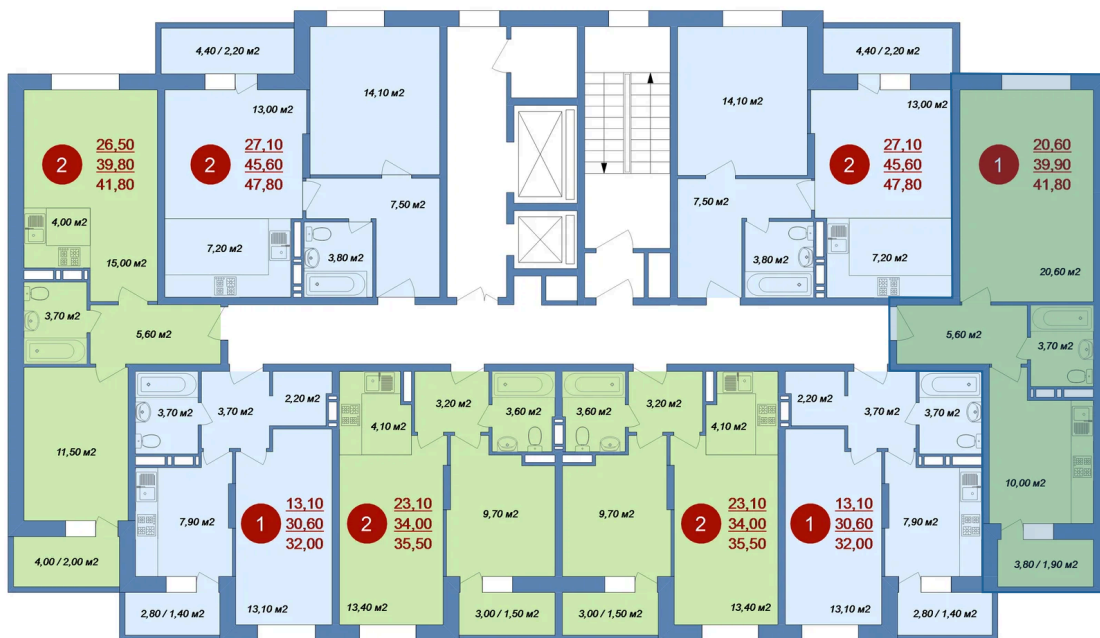 4,40 / 2,20 м2
14,10 м2
13,00 м2
2
26,50
39,80
41,80
2
27,10
45,60
47,80
4,00 м2
15,00 м2
7,20 м2
7,50 м2
3,80 м2
4,40 / 2,20 м2
14,10 м2
13,00 м2
2
27,10
45,60
47,80
1
20,60
39,90
41,80
7,50 м2
3,80 м2
7,20 м2
20,60 м2
3,70 м2
5,60 м2
5,60 м2
3,70 м2
11,50 м2
4,00 / 2,00 м2
3,70 м2
3,70 м2
2,20 м2
7,90 м2
1
13,10
30,60
32,00
2,80 / 1,40 м2
13,10 м2
4,10 м2
3,20 м2
3,60 м2
2
23,10
34,00
35,50
9,70 м2
13,40 м2
3,00 / 1,50 м2
3,60 м2
3,20 м2
4,10 м2
9,70 м2
2
23,10
34,00
35,50
3,00 / 1,50 м2
13,40 м2
2,20 м2
3,70 м2
3,70 м2
1
13,10
30,60
32,00
7,90 м2
13,10 м2
2,80 / 1,40 м2
10,00 м2
3,80 / 1,90 м2